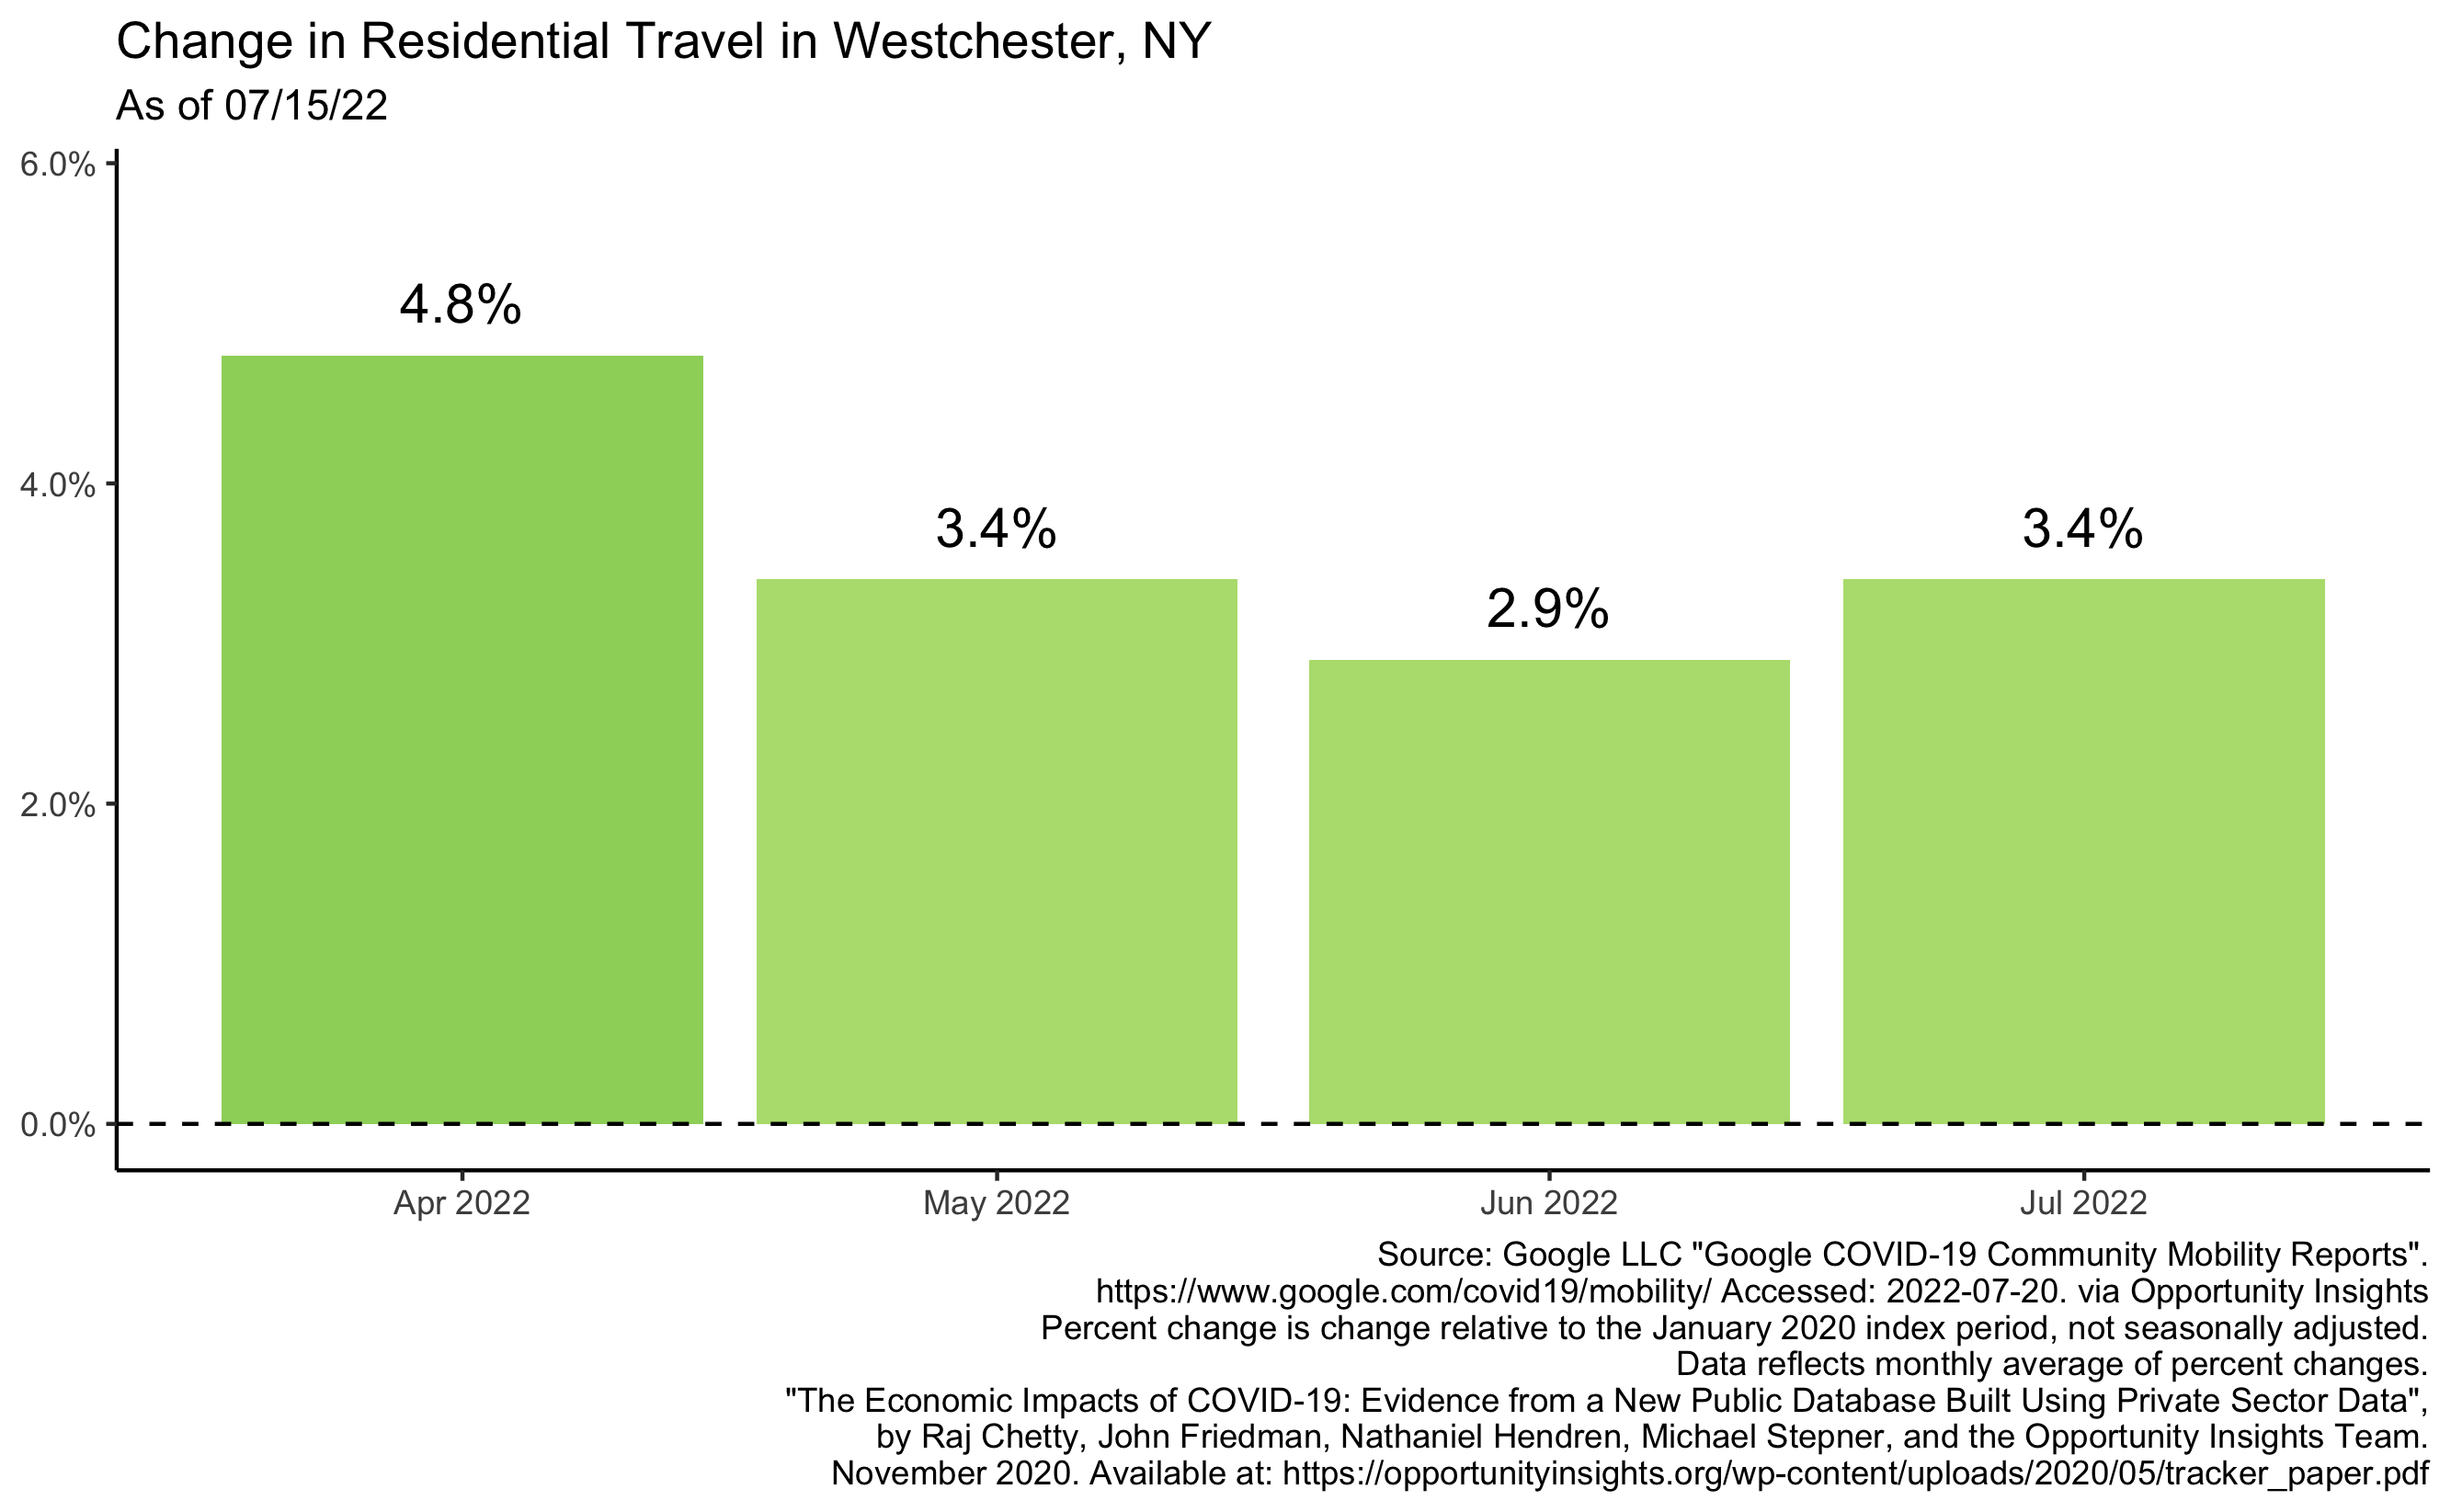 Change in Residential Travel in Westchester, NY
As of 07/15/22
6.0%
4.0%
2.0%
0.0%
4.8%
3.4%
2.9%
3.4%
Apr 2022
May 2022
Jun 2022
Jul 2022
Source: Google LLC "Google COVID-19 Community Mobility Reports".
https://www.google.com/covid19/mobility/ Accessed: 2022-07-20. via Opportunity Insights
Percent change is change relative to the January 2020 index period, not seasonally adjusted.
Data reflects monthly average of percent changes.
"The Economic Impacts of COVID-19: Evidence from a New Public Database Built Using Private Sector Data",
by Raj Chetty, John Friedman, Nathaniel Hendren, Michael Stepner, and the Opportunity Insights Team.
November 2020. Available at: https://opportunityinsights.org/wp-content/uploads/2020/05/tracker_paper.pdf